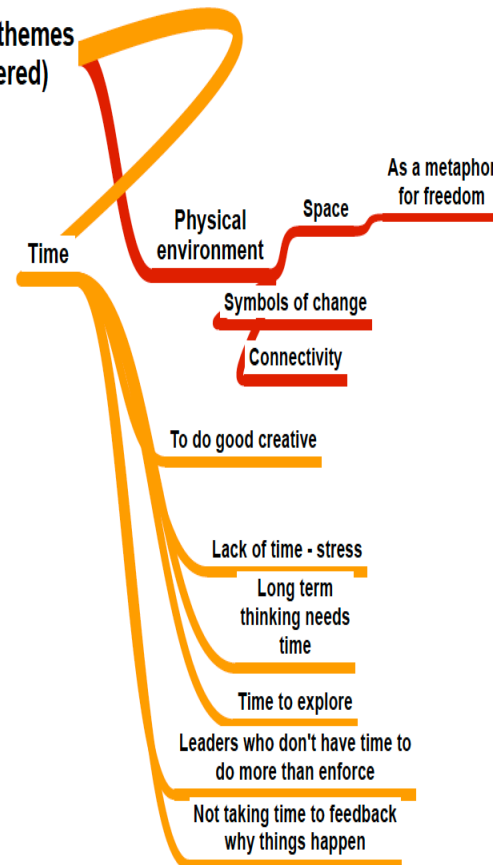 themes
ered)
As a metaphor
for freedom
Space
Physical
environment
Time
Symbols of change
Connectivity
To do good creative
Lack of time - stress
Long term
thinking needs
time
Time to explore
Leaders who don't have time to
do more than enforce
Not taking time to feedback
why things happen